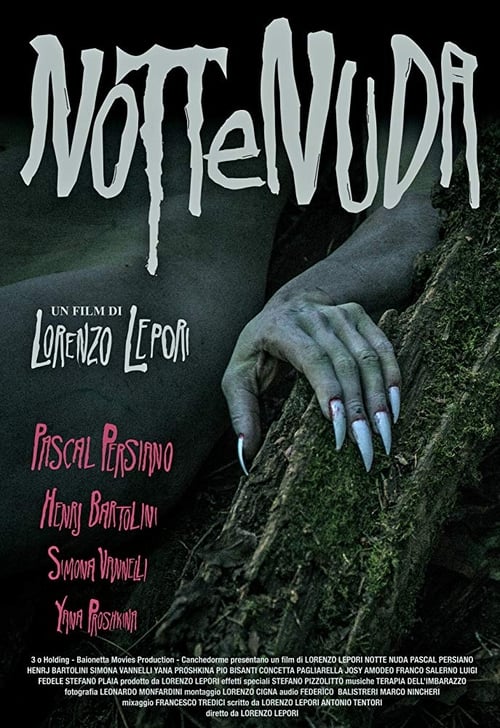 NOTTE NUDA
UN FILM DI
LORENZO LEPORI
PASCAL PERSIANO
HENRJ BARTOLINI
SIMONA VANNELLI
YANA PROSHKINA
3 o Holding - Baionetta Movies Production - Canchedorme presentano un film di LORENZO LEPORI NOTTE NUDA PASCAL PERSIANO
HENRJ BARTOLINI SIMONA VANNELLI YANA PROSHKINA PIO BISANTI CONCETTA PAGLIARELLA JOSY AMODEO FRANCO SALERNO LUIGI
FEDELE STEFANO PLAIA prodotto da LORENZO LEPORI effetti speciali STEFANO PIZZOLITTO musiche TERAPIA DELL'IMBARAZZO
fotografia LEONARDO MONFARDINI montaggio LORENZO CIGNA audio FEDERICO BALISTRERI MARCO NINCHERI
mixaggio FRANCESCO TREDICI scritto da LORENZO LEPORI ANTONIO TENTORI
diretto da LORENZO LEPORI